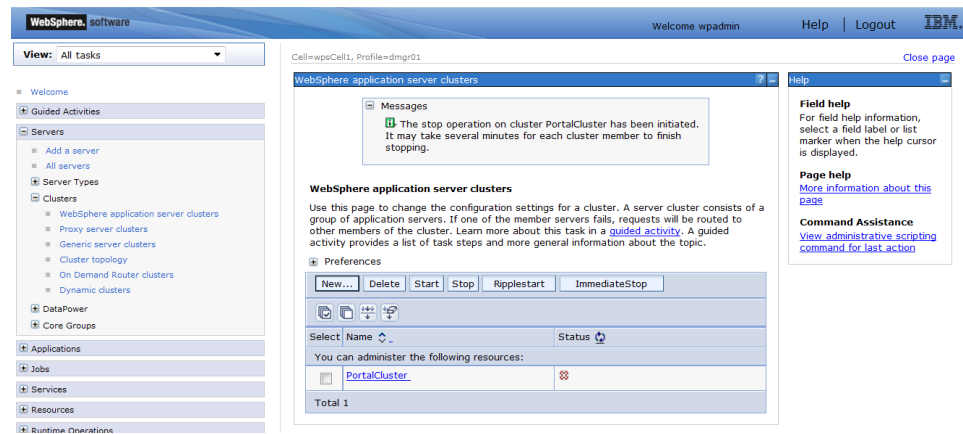 WebSphere. software
Welcome wpadmin
Help | Logout
IBM.
View: All tasks
Cell=wpsCell1, Profile=dmgr01
Close page
Welcome
Guided Activities
Servers
Add a server
All servers
Server Types
Clusters
WebSphere application server clusters
Proxy server clusters
Generic server clusters
Cluster topology
On Demand Router clusters
Dynamic clusters
DataPower
Core Groups
Applications
Jobs
Services
Resources
Runtime Operations
WebSphere application server clusters
Messages
The stop operation on cluster PortalCluster has been initiated.
It may take several minutes for each cluster member to finish
stopping.
WebSphere application server clusters
Use this page to change the configuration settings for a cluster. A server cluster consists of a
group of application servers. If one of the member servers fails, requests will be routed to
other members of the cluster. Learn more about this task in a guided activity. A guided
activity provides a list of task steps and more general information about the topic.
Preferences
New... Delete Start Stop Ripplestart ImmediateStop
Select Name Status
You can administer the following resources:
PortalCluster
Total 1
Help
Field help
For field help information,
select a field label or list
marker when the help cursor
is displayed.
Page help
More information about this
page
Command Assistance
View administrative scripting
command for last action